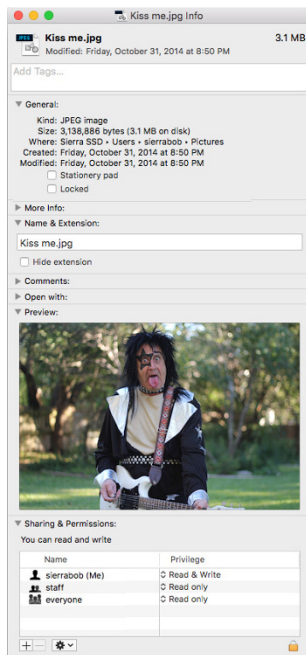 Kiss me.jpg Info
JPEG
Kiss me.jpg 3.1 MB
Modified: Friday, October 31, 2014 at 8:50 PM
Add Tags...
General:
Kind: JPEG image
Size: 3,138,886 bytes (3.1 MB on disk)
Where: Sierra SSD ▸ Users ▸ sierrabob ▸ Pictures
Created: Friday, October 31, 2014 at 8:50 PM
Modified: Friday, October 31, 2014 at 8:50 PM
Stationery pad
Locked
More Info:
Name & Extension:
Kiss me.jpg
Hide extension
Comments:
Open with:
Preview:
Sharing & Permissions:
You can read and write
Name Privilege
sierrabob (Me) Read & Write
staff Read only
everyone Read only